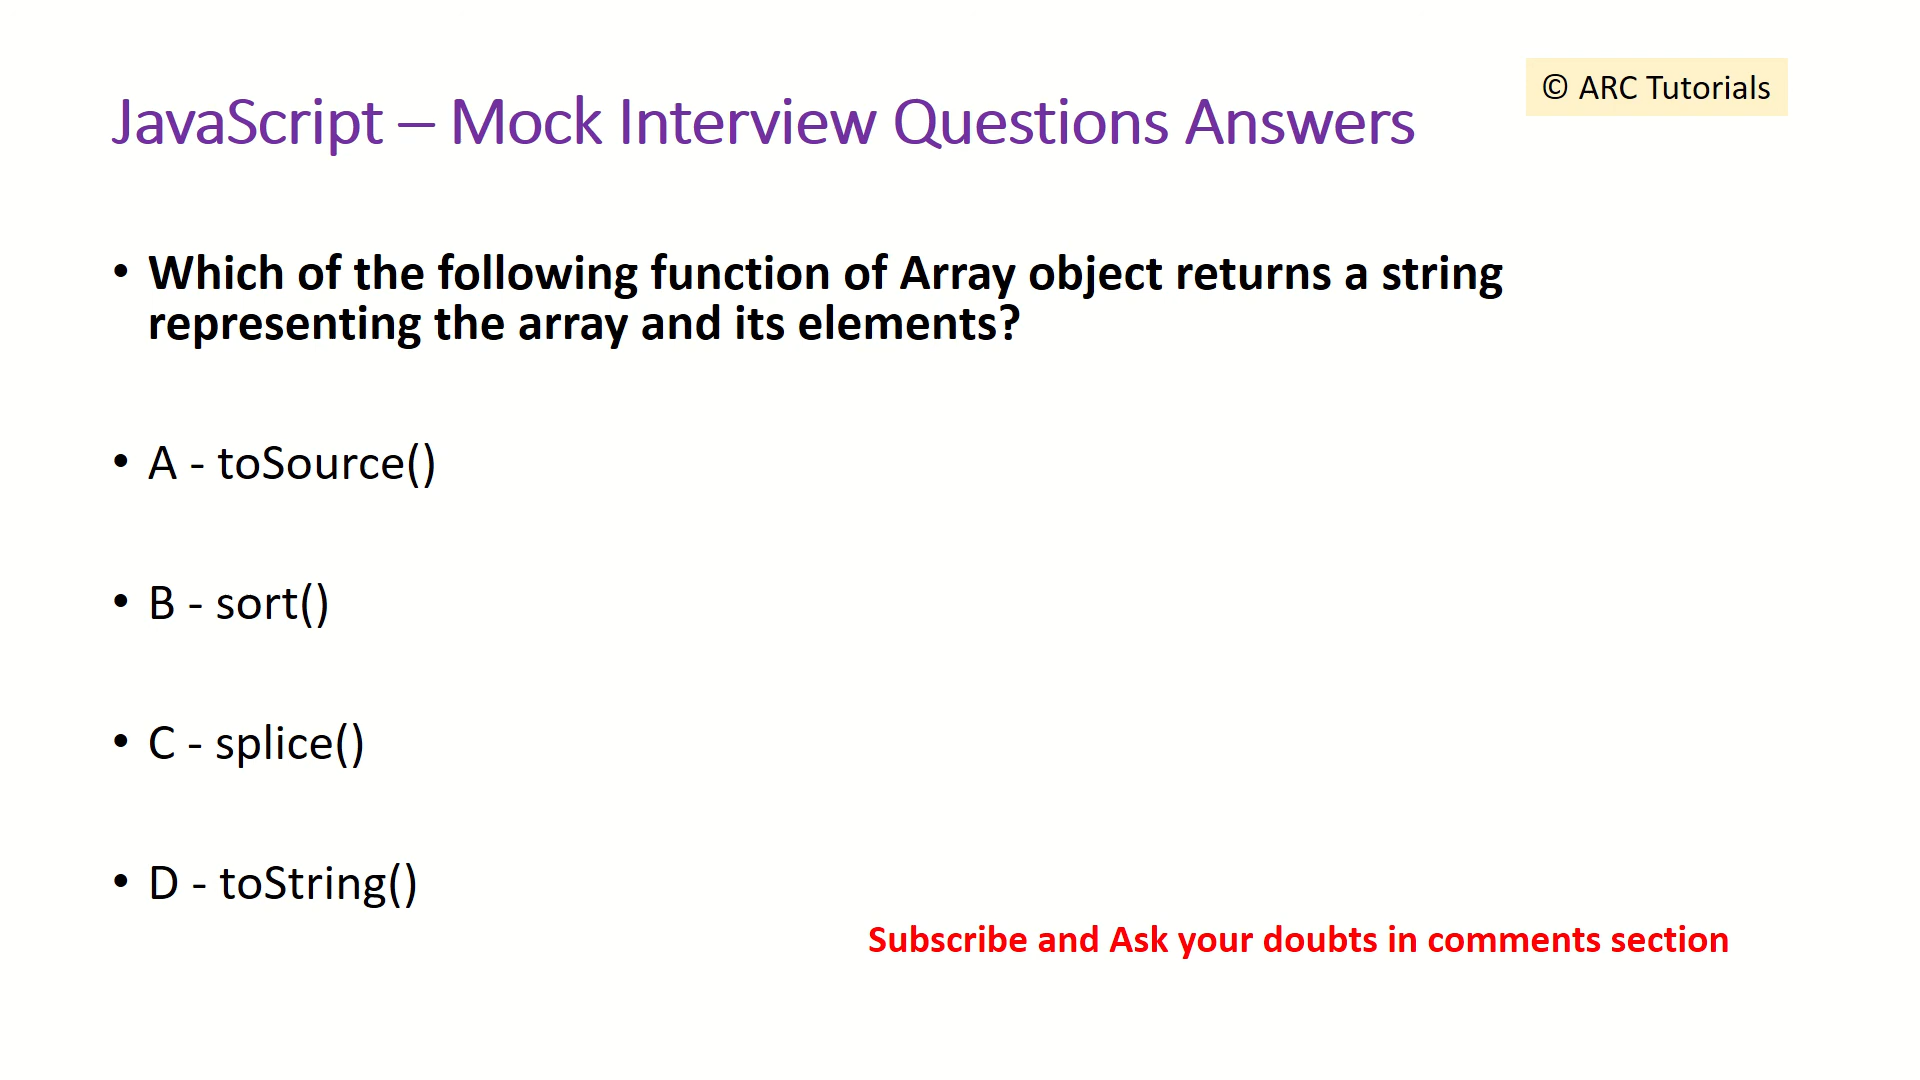 © ARC Tutorials
JavaScript – Mock Interview Questions Answers
• Which of the following function of Array object returns a string
representing the array and its elements?
• A - toSource()
• B - sort()
• C - splice()
• D - toString()
Subscribe and Ask your doubts in comments section